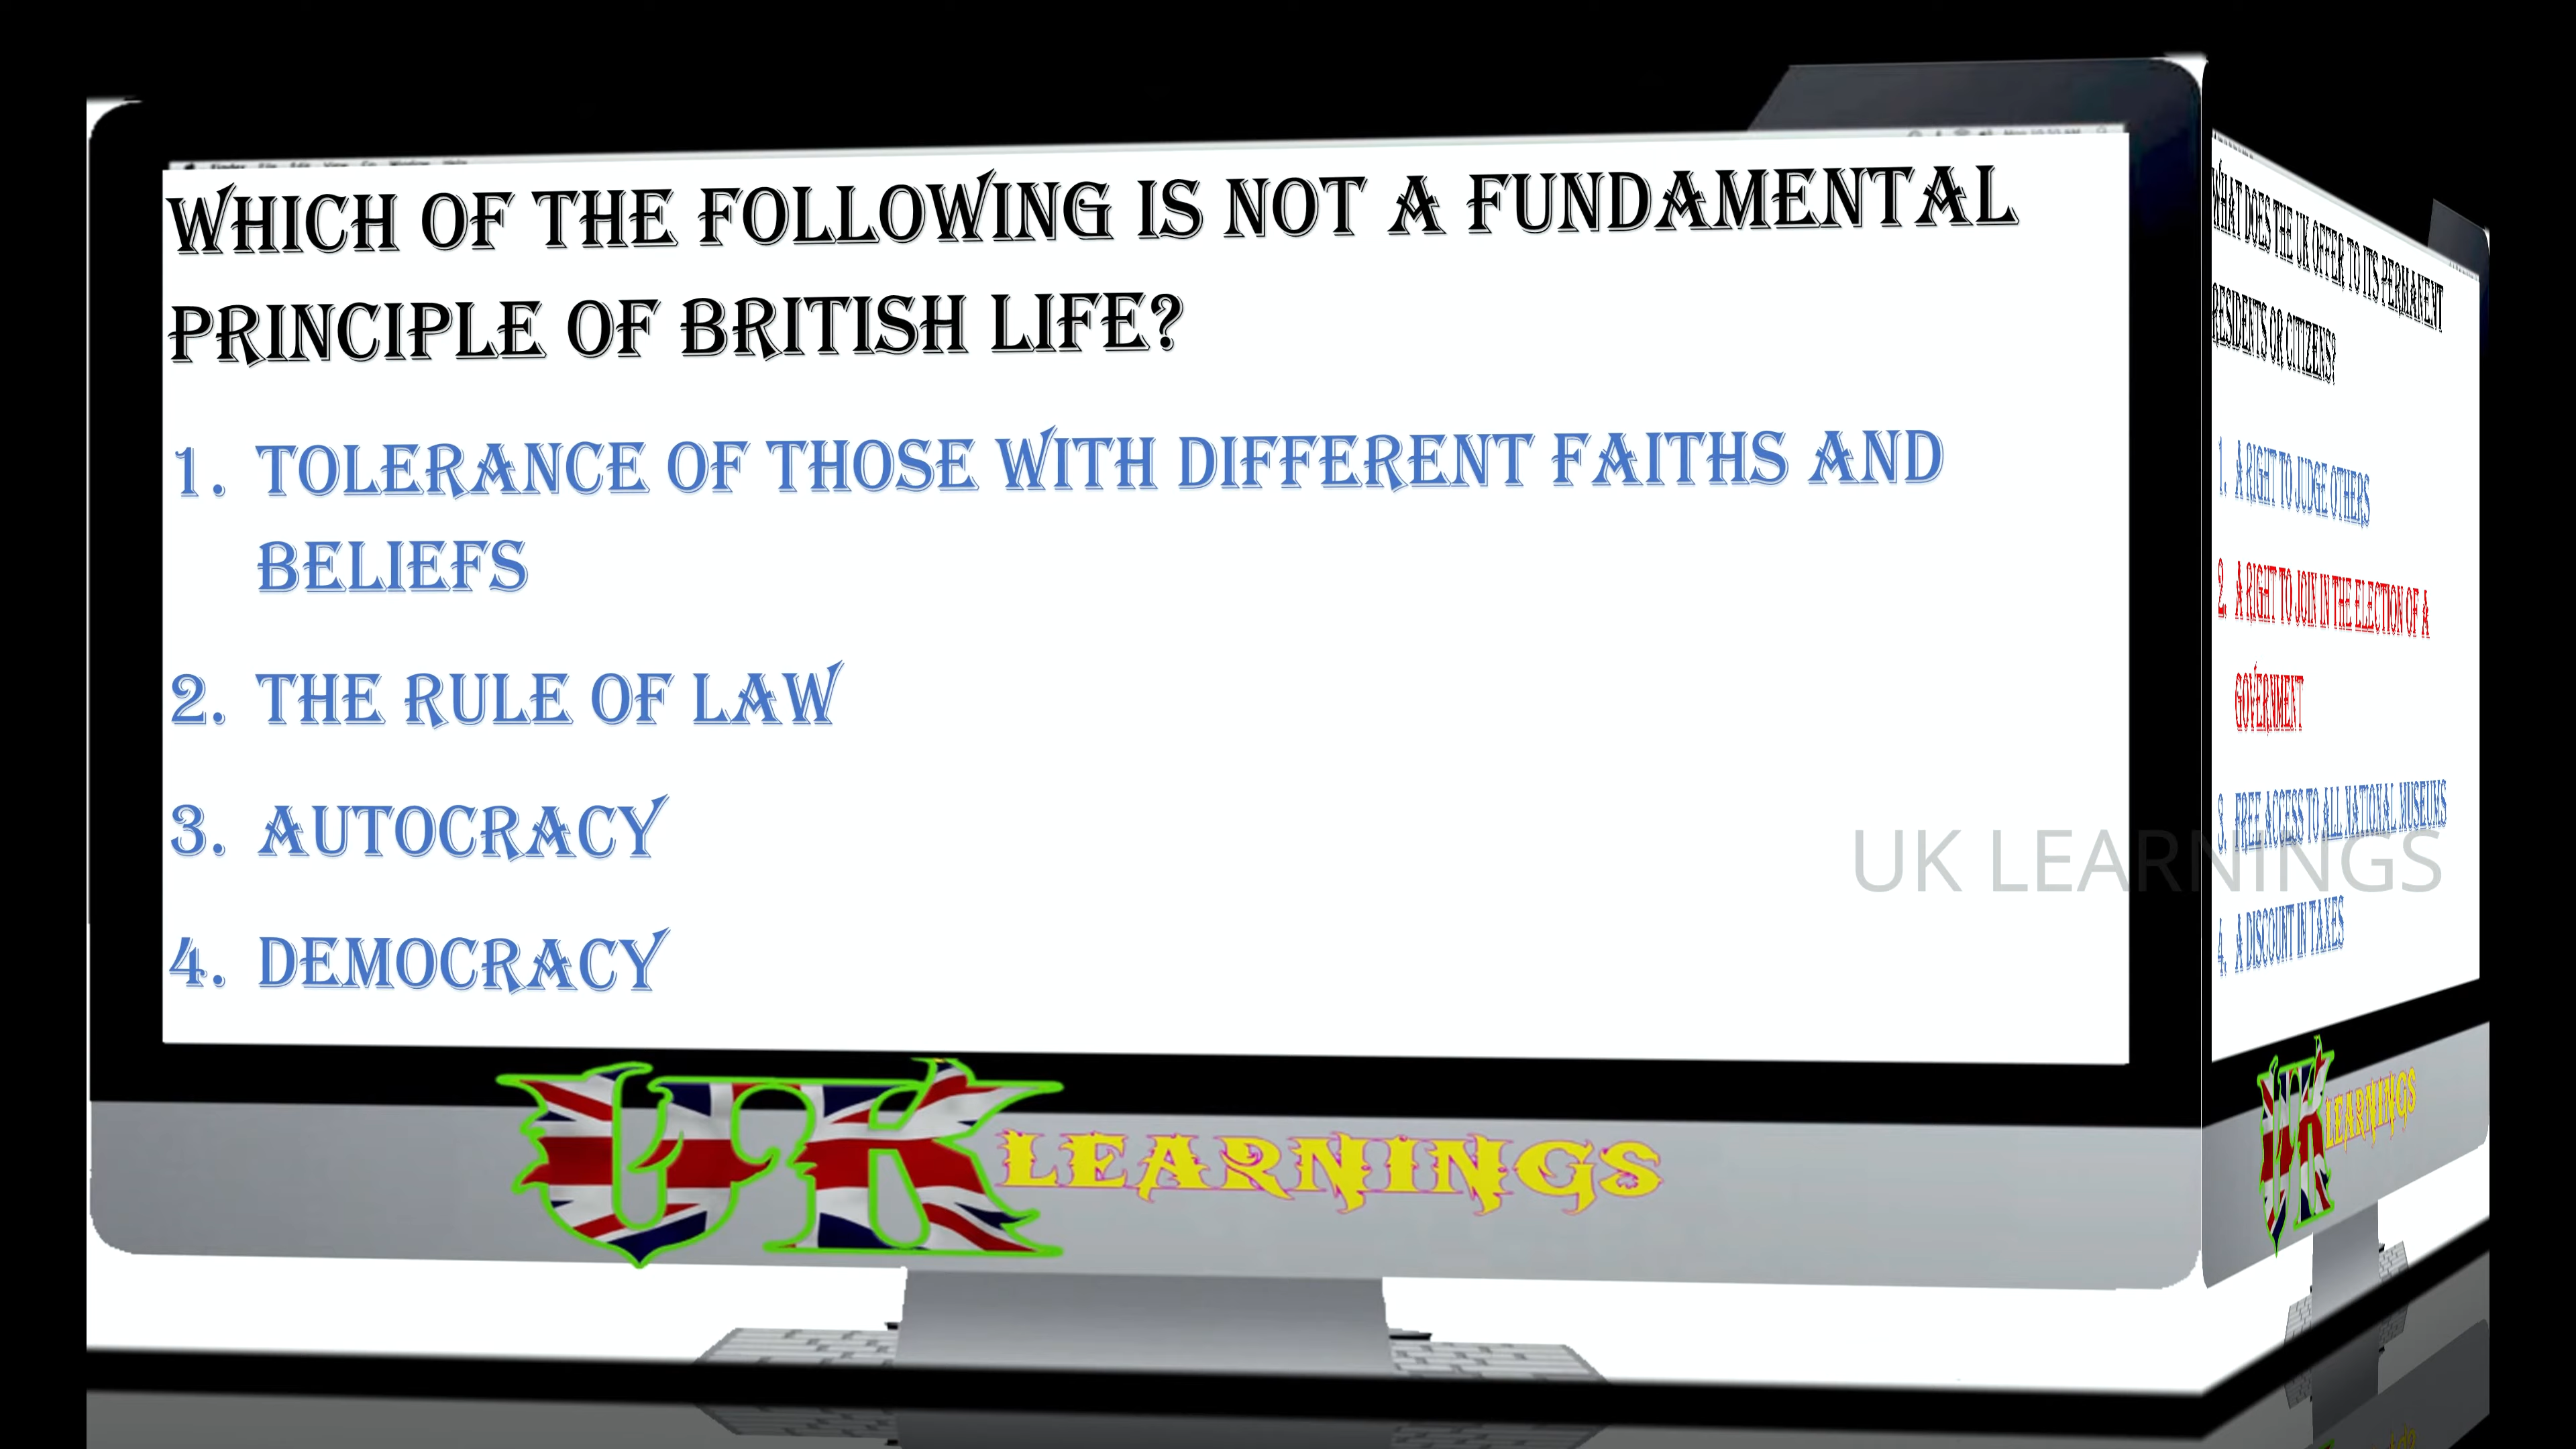 WHICH OF THE FOLLOWING IS NOT A FUNDAMENTAL
PRINCIPLE OF BRITISH LIFE?
1. TOLERANCE OF THOSE WITH DIFFERENT FAITHS AND
BELIEFS
2. THE RULE OF LAW
3. AUTOCRACY
4. DEMOCRACY
UK LEARNINGS
WHAT DOES THE UK OFFER TO ITS PERMANENT
RESIDENTS OR CITIZENS?
1. A RIGHT TO JUDGE OTHERS
2. A RIGHT TO JOIN IN THE ELECTION OF A
GOVERNMENT
3. FREE ACCESS TO ALL NATIONAL MUSEUMS
4. A DISCOUNT IN TAXES
UK LEARNINGS
UK LEARNINGS